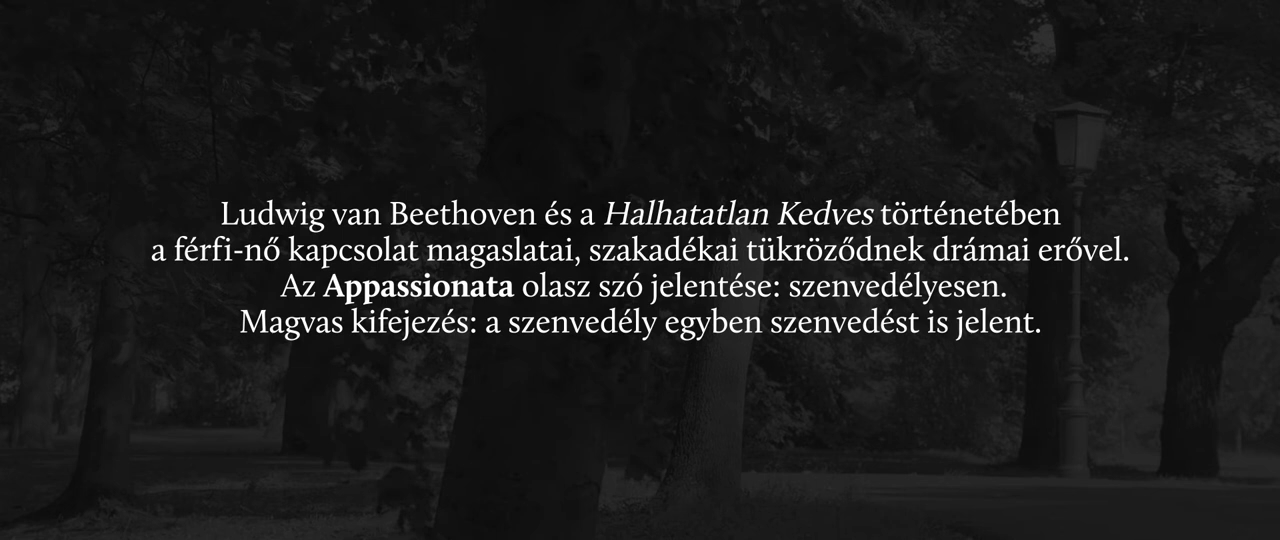 Ludwig van Beethoven és a Halhatatlan Kedves történetében
a férfi-nő kapcsolat magaslatai, szakadékai tükröződnek drámai erővel.
Az Appassionata olasz szó jelentése: szenvedélyesen.
Magvas kifejezés: a szenvedély egyben szenvedést is jelent.